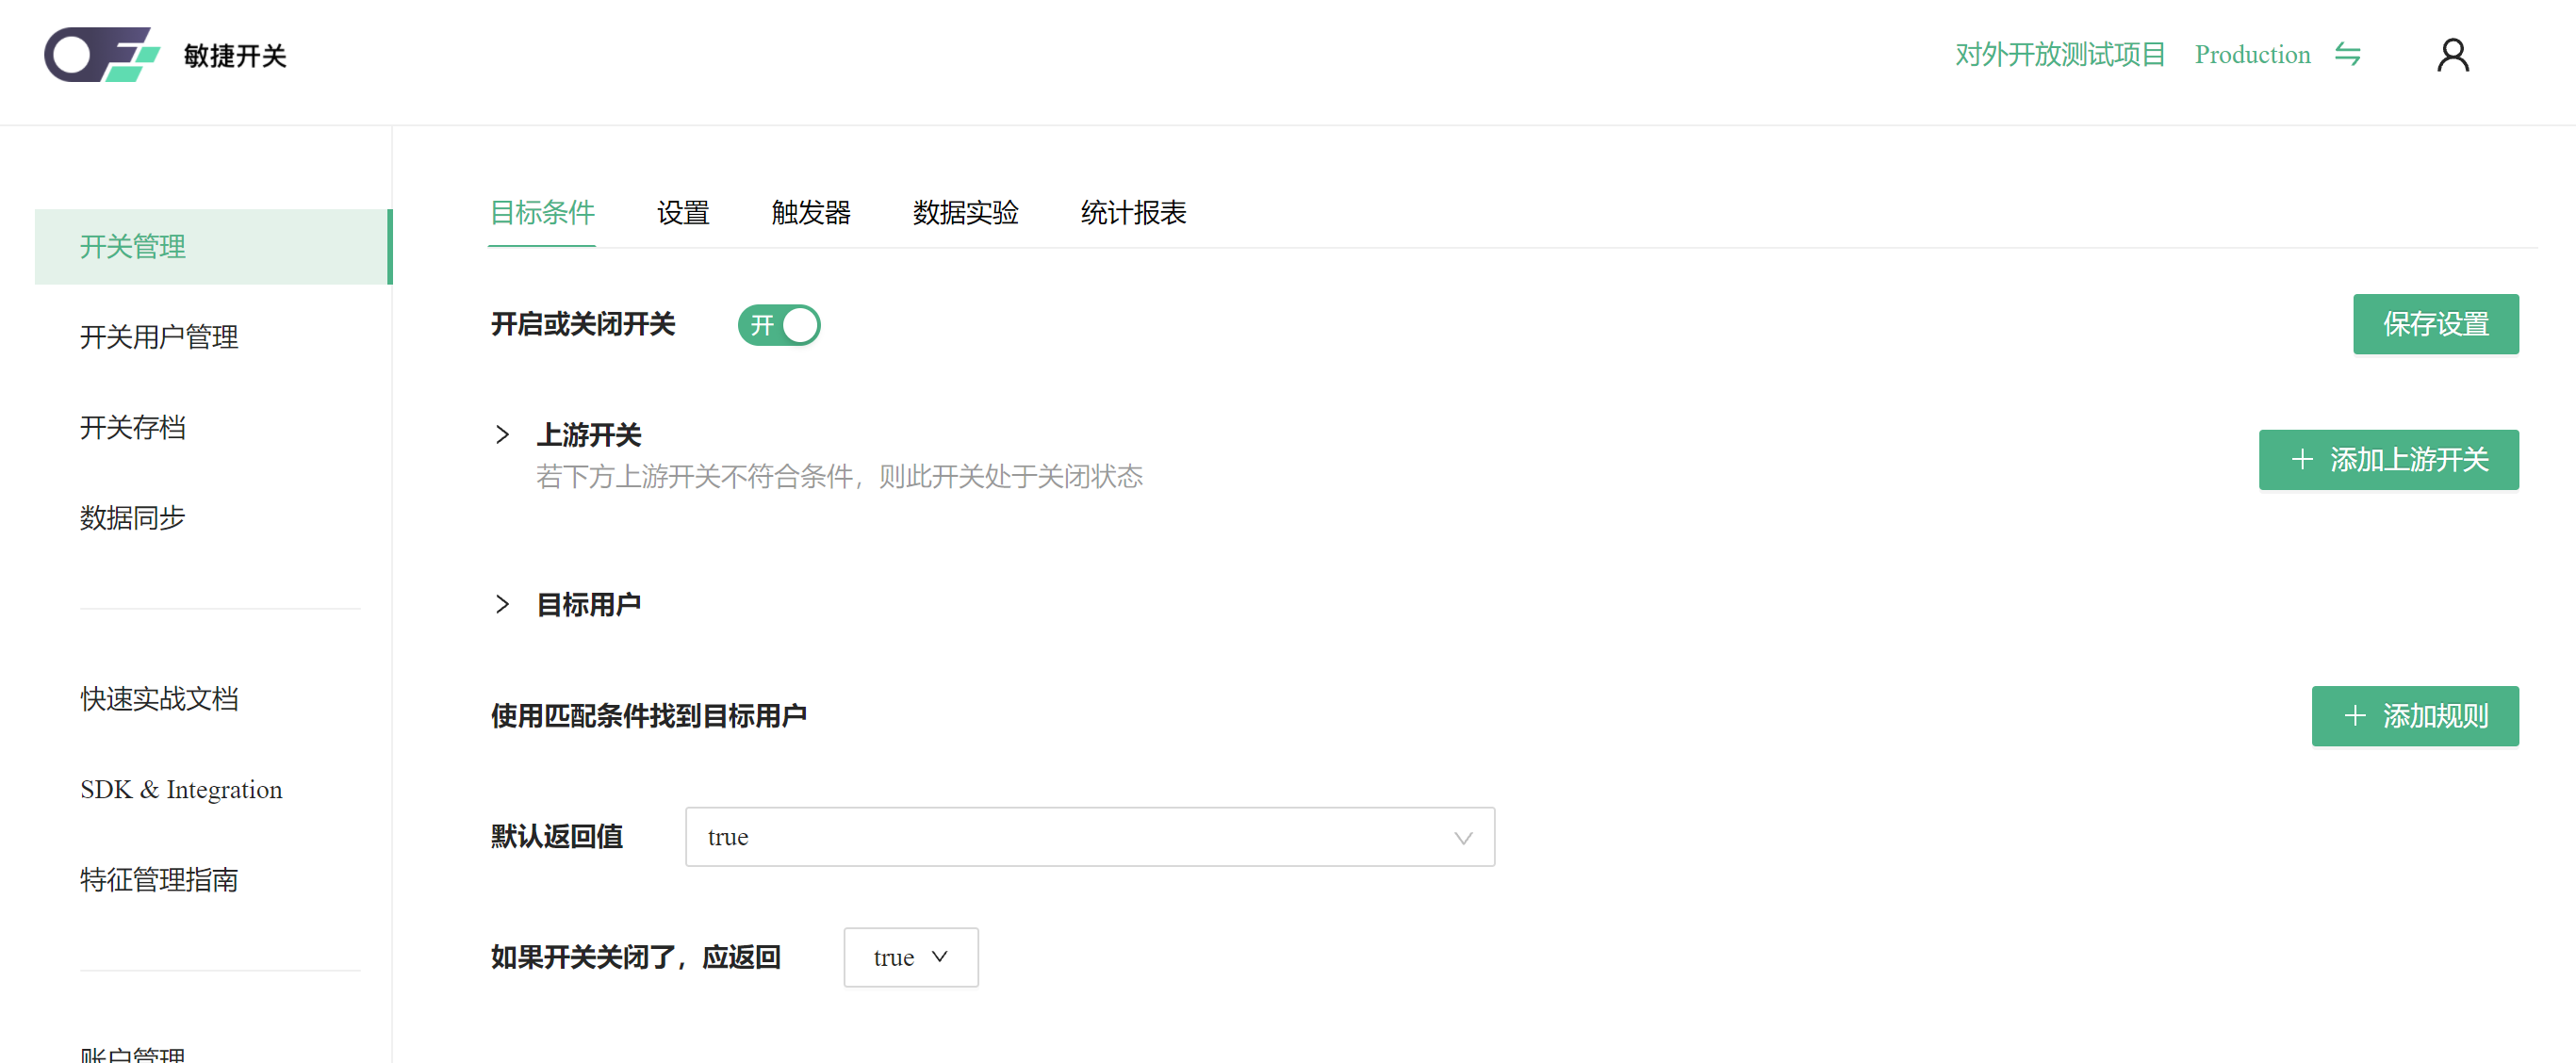 敏捷开关
对外开放测试项目 Production
开关管理
开关用户管理
开关存档
数据同步
快速实战文档
SDK & Integration
特征管理指南
账户管理
目标条件 设置 触发器 数据实验 统计报表
开启或关闭开关 开 保存设置
上游开关
若下方上游开关不符合条件，则此开关处于关闭状态
添加上游开关
目标用户
使用匹配条件找到目标用户 添加规则
默认返回值 true
如果开关关闭了，应返回 true